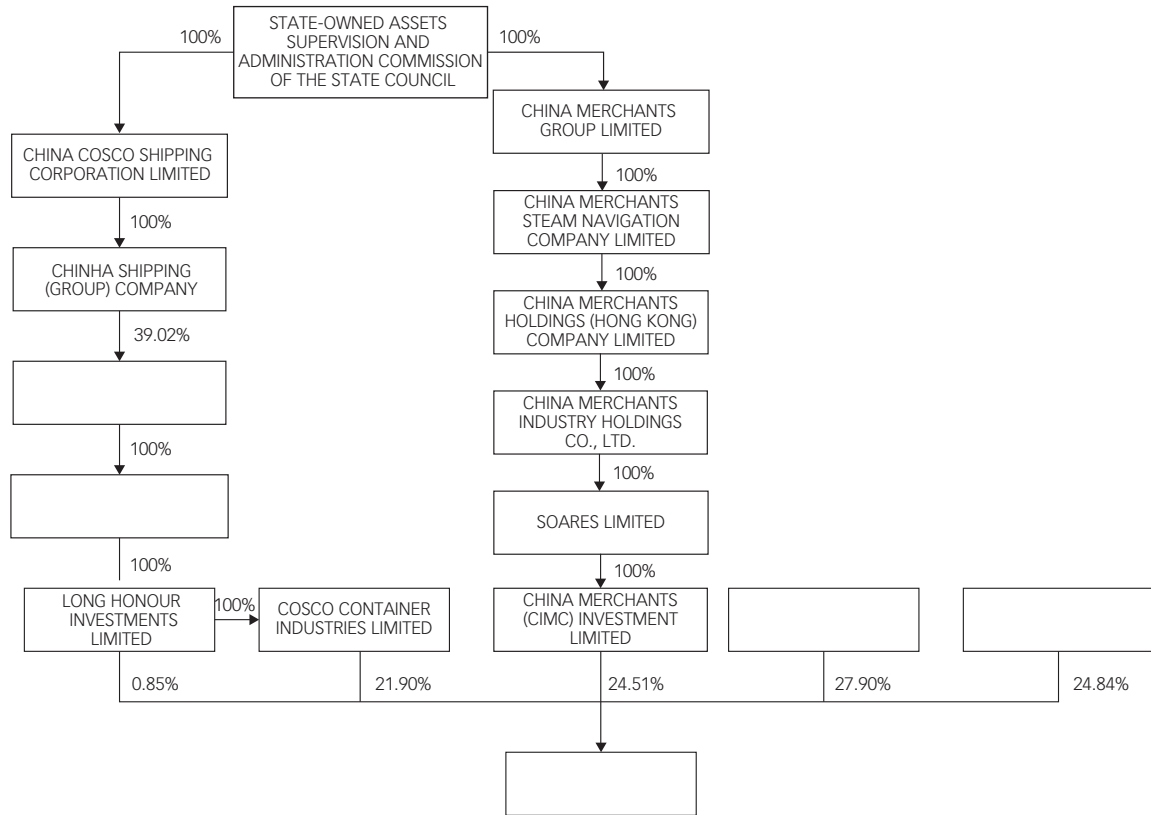 STATE-OWNED ASSETS
SUPERVISION AND
ADMINISTRATION COMMISSION
OF THE STATE COUNCIL
100%
100%
CHINA MERCHANTS
GROUP LIMITED
CHINA COSCO SHIPPING
CORPORATION LIMITED
100%
CHINA MERCHANTS
STEAM NAVIGATION
COMPANY LIMITED
100%
CHINHA SHIPPING
(GROUP) COMPANY
100%
CHINA MERCHANTS
HOLDINGS (HONG KONG)
COMPANY LIMITED
39.02%
100%
CHINA MERCHANTS
INDUSTRY HOLDINGS
CO., LTD.
100%
100%
SOARES LIMITED
100%
100%
LONG HONOUR
INVESTMENTS
LIMITED
100%
COSCO CONTAINER
INDUSTRIES LIMITED
CHINA MERCHANTS
(CIMC) INVESTMENT
LIMITED
0.85%
21.90%
24.51%
27.90%
24.84%